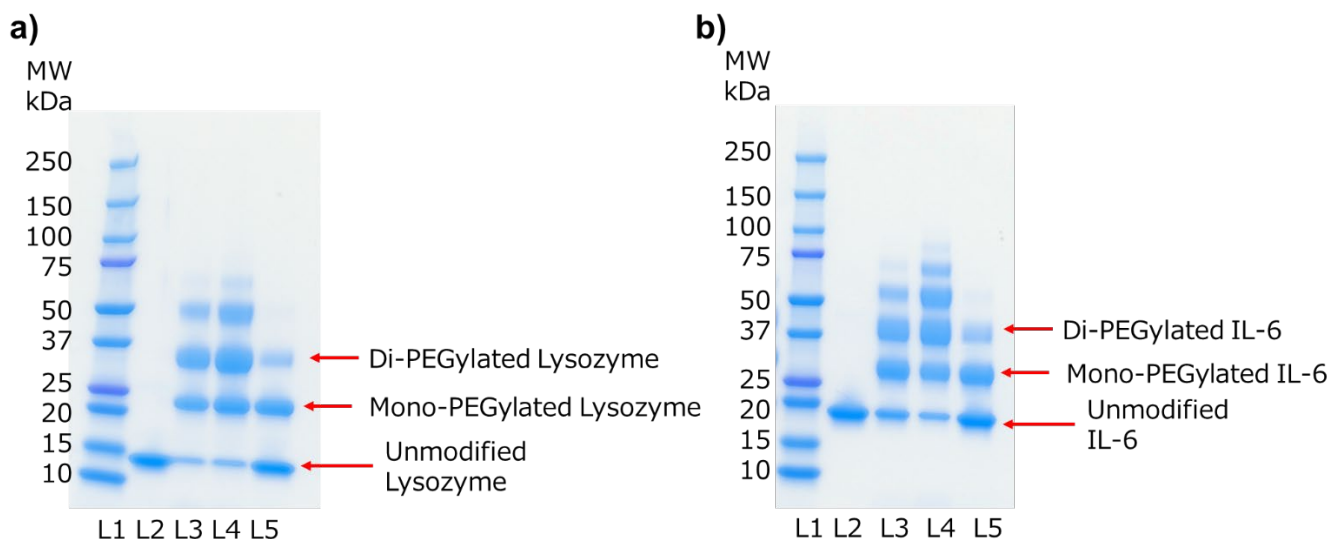 a)
MW
kDa
250
150
100
75
50
37
25
20
15
10
Di-PEGylated Lysozyme
Mono-PEGylated Lysozyme
Unmodified
Lysozyme
L1 L2 L3 L4 L5
b)
MW
kDa
250
150
100
75
50
37
25
20
15
10
Di-PEGylated IL-6
Mono-PEGylated IL-6
Unmodified
IL-6
L1 L2 L3 L4 L5